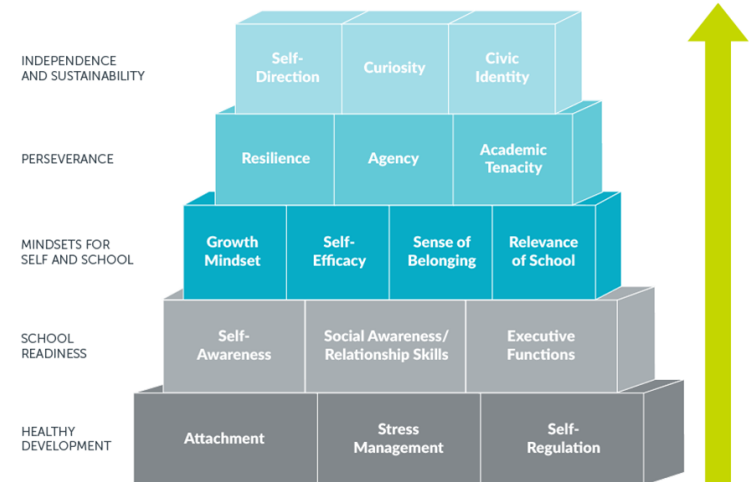 INDEPENDENCE
AND SUSTAINABILITY
Self-
Direction
Curiosity
Civic
Identity
PERSEVERANCE
Resilience
Agency
Academic
Tenacity
MINDSETS FOR
SELF AND SCHOOL
Growth
Mindset
Self-
Efficacy
Sense of
Belonging
Relevance
of School
SCHOOL
READINESS
Self-
Awareness
Social Awareness/
Relationship Skills
Executive
Functions
HEALTHY
DEVELOPMENT
Attachment
Stress
Management
Self-
Regulation